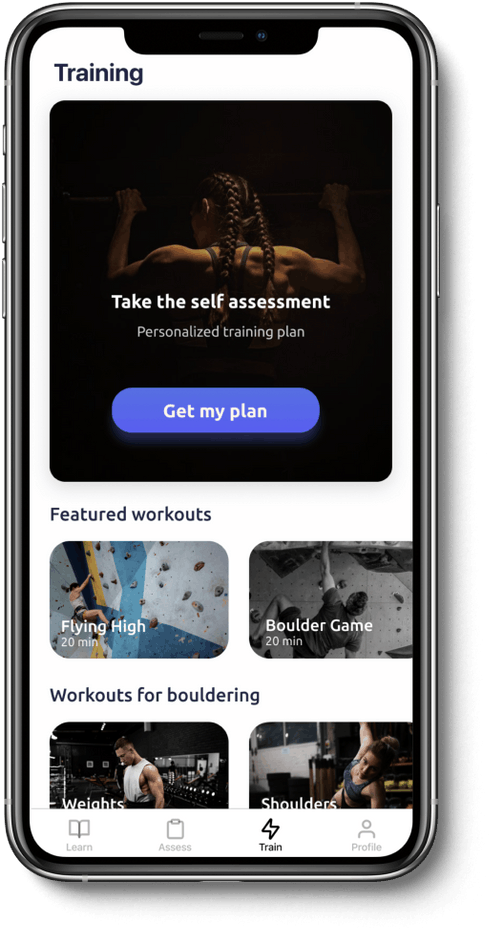 Training
Take the self assessment
Personalized training plan
Get my plan
Featured workouts
Flying High
20 min
Boulder Game
20 min
Workouts for bouldering
Weights
Shoulders
Learn
Assess
Train
Profile